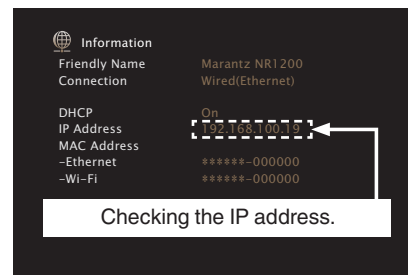 Information
Friendly Name Marantz NR1200
Connection Wired(Ethernet)
DHCP On
IP Address 192.168.100.19
MAC Address
-Ethernet ******-000000
-Wi-Fi ******-000000
Checking the IP address.